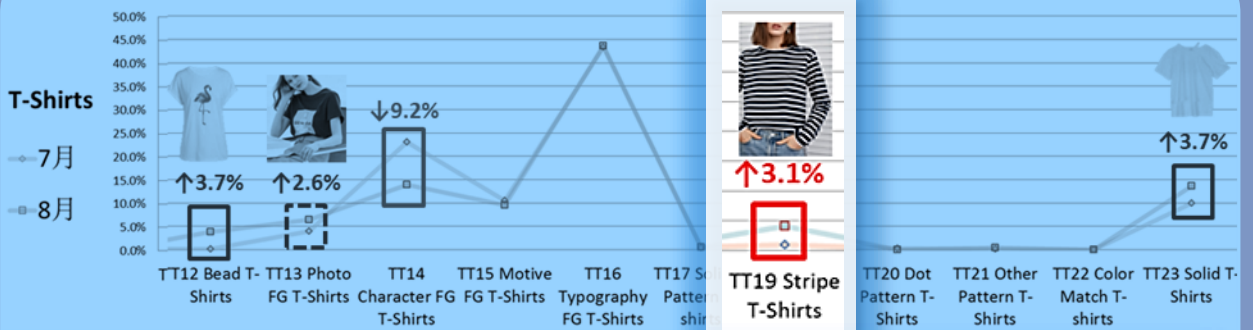 50.0%
45.0%
40.0%
35.0%
30.0%
25.0%
20.0%
15.0%
10.0%
5.0%
0.0%
T-Shirts
7月
8月
↑3.7%
↑2.6%
↓9.2%
↑3.1%
↑3.7%
TT12 Bead T-
Shirts
TT13 Photo
FG T-Shirts
TT14
Character FG
T-Shirts
TT15 Motive
FG T-Shirts
TT16
Typography
FG T-Shirts
TT17
TT19 Stripe
T-Shirts
TT20 Dot
Pattern T-
Shirts
TT21 Other
Pattern T-
Shirts
TT22 Color
Match T-
shirts
TT23 Solid T-
Shirts